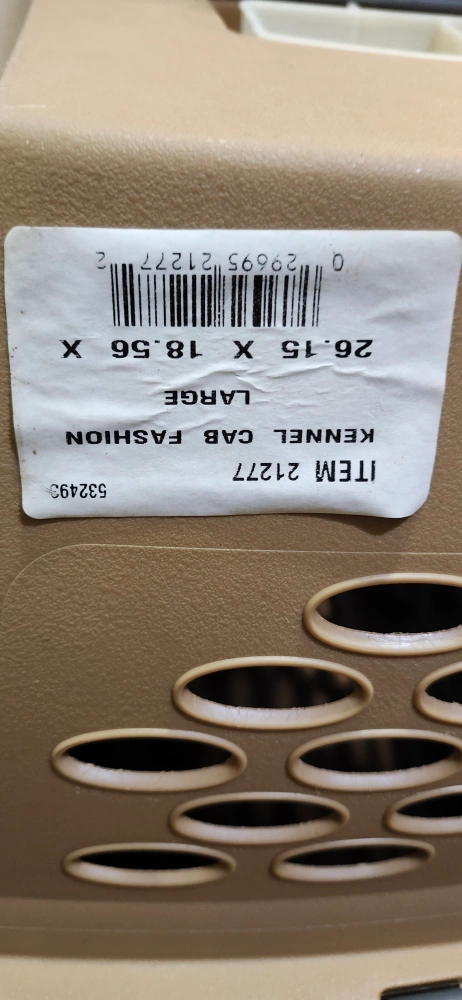 ITEM 21277
532493
KENNEL CAB FASHION
LARGE
26.15 X 18.56 X
0 29695 21277 2